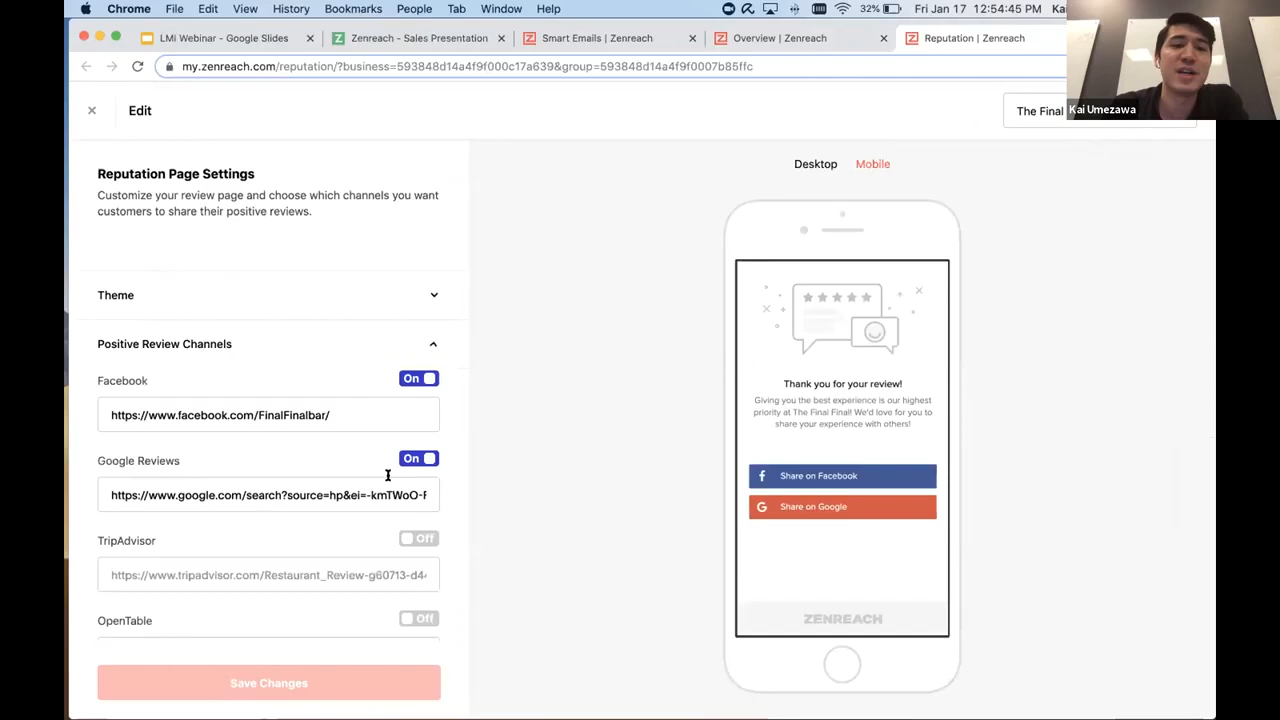 Chrome File Edit View History Bookmarks People Tab Window Help 32% Fri Jan 17 12:54:45 PM
LMi Webinar - Google Slides
Zenreach - Sales Presentation
Smart Emails | Zenreach
Overview | Zenreach
Reputation | Zenreach
my.zenreach.com/reputation/?business=593848d14a4f9f000c17a639&group=593848d14a4f9f0007b85ffc
Kai Umezawa
Edit
The Final
Reputation Page Settings
Customize your review page and choose which channels you want
customers to share their positive reviews.
Desktop
Mobile
Theme
Positive Review Channels
Facebook
On
https://www.facebook.com/FinalFinalbar/
Google Reviews
On
https://www.google.com/search?source=hp&ei=-kmTWoO-F
TripAdvisor
Off
https://www.tripadvisor.com/Restaurant_Review-g60713-d4
OpenTable
Off
Save Changes
Thank you for your review!
Giving you the best experience is our highest
priority at The Final Final! We'd love for you to
share your experience with others!
Share on Facebook
Share on Google
ZENREACH